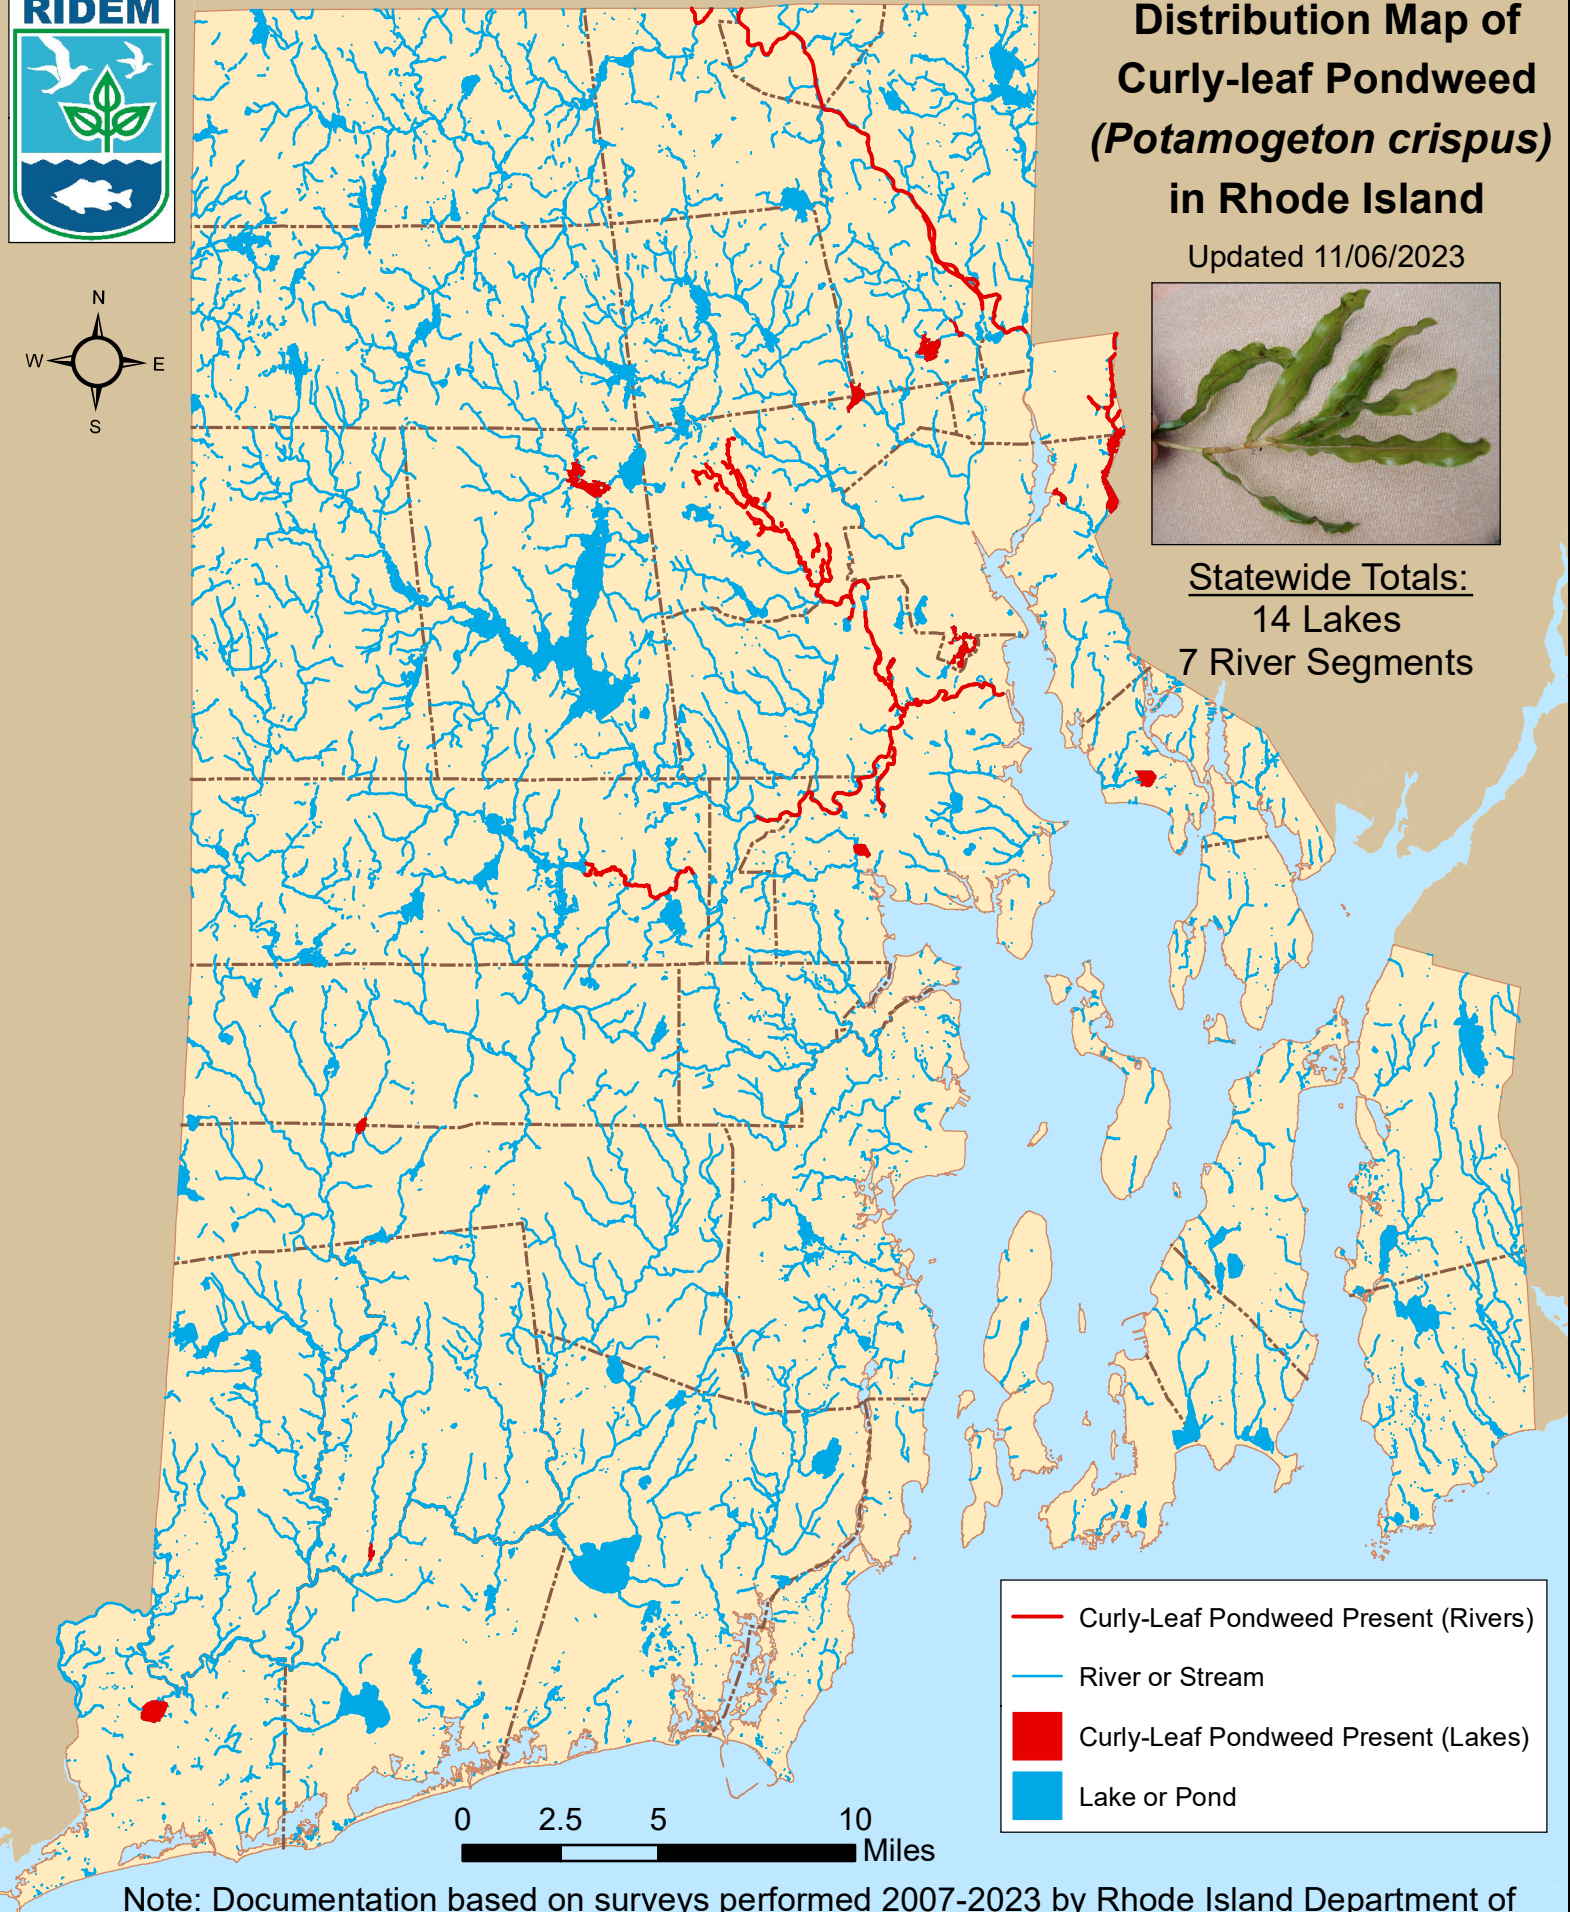 RIDEM
Distribution Map of
Curly-leaf Pondweed
(Potamogeton crispus)
in Rhode Island
Updated 11/06/2023
N
W
E
S
Statewide Totals:
14 Lakes
7 River Segments
Curly-Leaf Pondweed Present (Rivers)
River or Stream
Curly-Leaf Pondweed Present (Lakes)
Lake or Pond
0 2.5 5 10
Miles
Note: Documentation based on surveys performed 2007-2023 by Rhode Island Department of